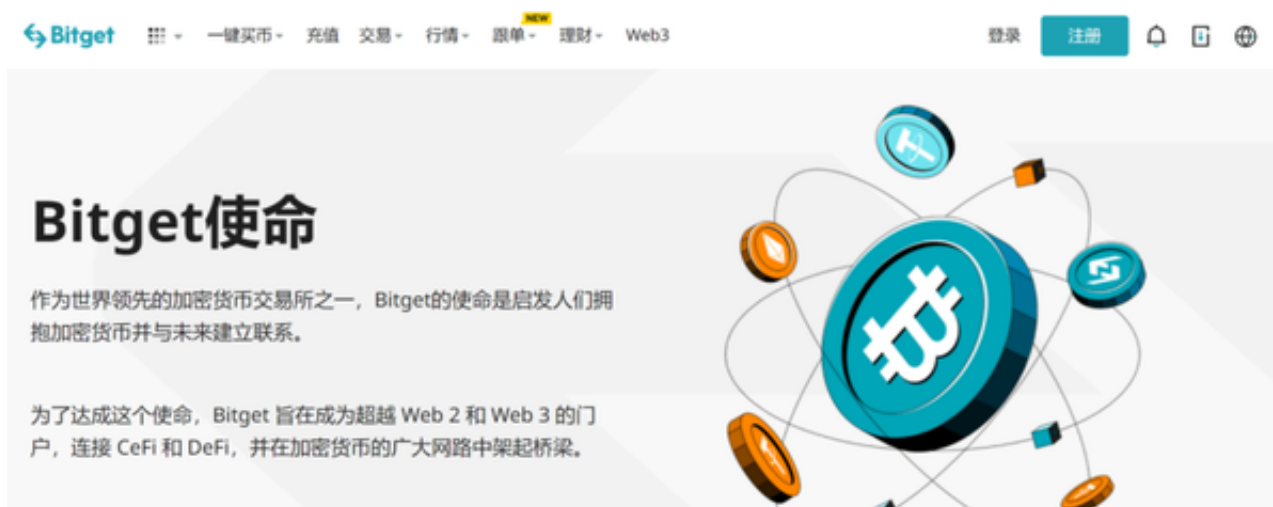 Bitget
一键买币
充值
交易
行情
跟单
NEW
理财
Web3
登录
注册
Bitget使命
作为世界领先的加密货币交易所之一，Bitget的使命是启发人们拥
抱加密货币并与未来建立联系。
为了达成这个使命，Bitget 旨在成为超越 Web 2 和 Web 3 的门
户，连接 CeFi 和 DeFi，并在加密货币的广大网路中架起桥梁。